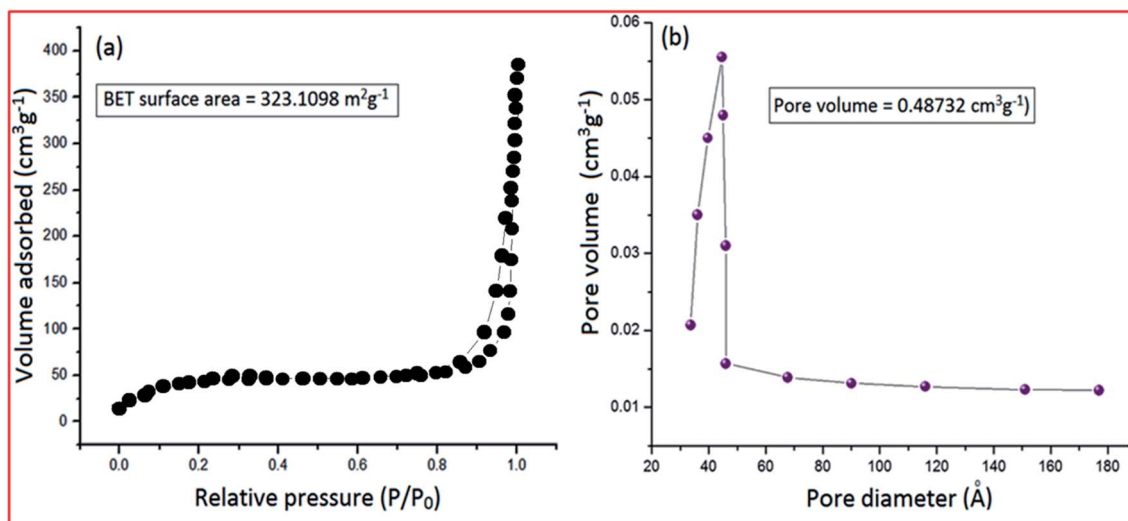 (a)
BET surface area = 323.1098 m²g⁻¹
Volume adsorbed (cm³g⁻¹)
400
350
300
250
200
150
100
50
0
0.0 0.2 0.4 0.6 0.8 1.0
Relative pressure (P/P₀)
(b)
Pore volume = 0.48732 cm³g⁻¹)
Pore volume (cm³g⁻¹)
0.06
0.05
0.04
0.03
0.02
0.01
20 40 60 80 100 120 140 160 180
Pore diameter (Å)